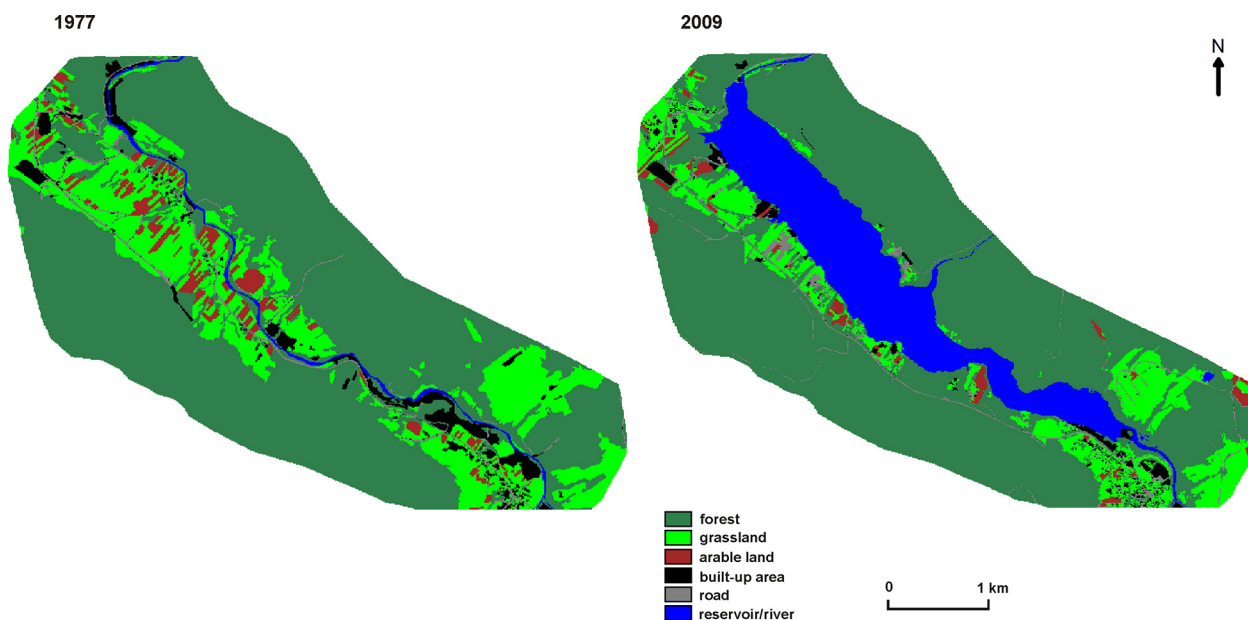 1977
2009
N
forest
grassland
arable land
built-up area
road
reservoir/river
0 1 km